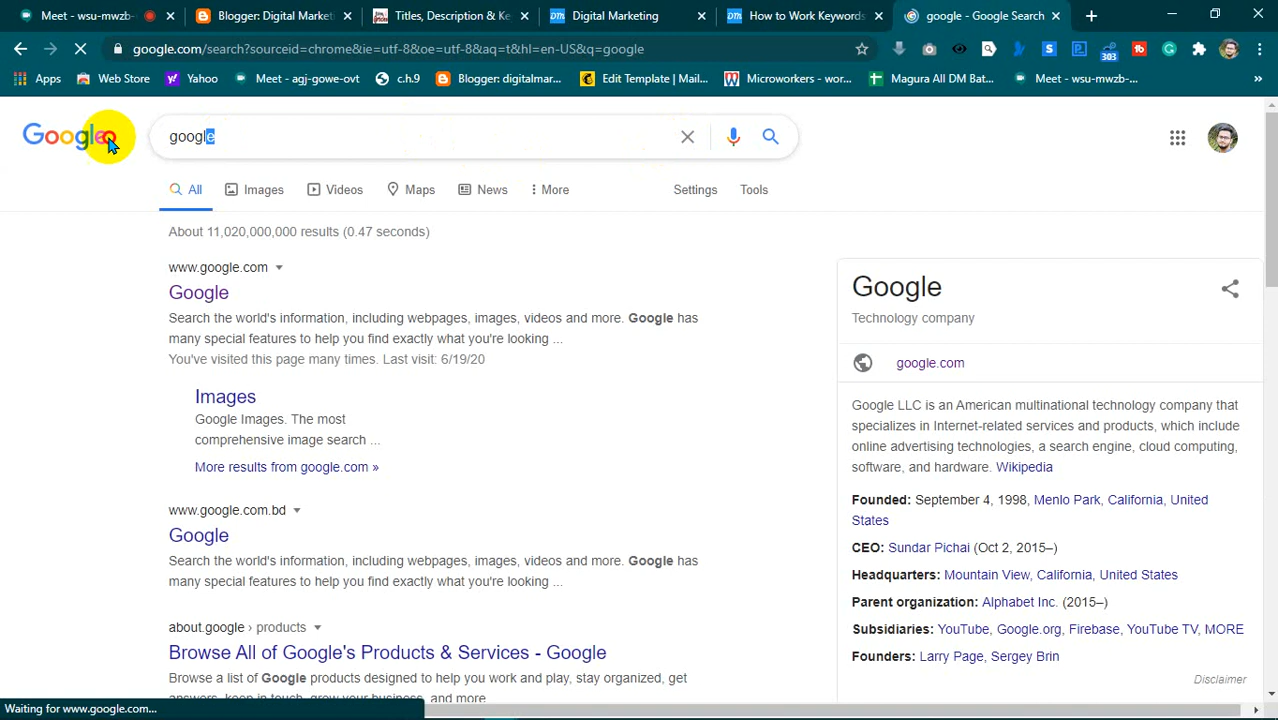 Meet - wsu-mwzb-
Blogger: Digital Market
Titles, Description & Ke
Digital Marketing
How to Work Keywords
google - Google Search
google.com/search?sourceid=chrome&ie=utf-8&oe=utf-8&aq=t&hl=en-US&q=google
303
Apps
Web Store
Yahoo
Meet - agj-gowe-ovt
c.h.9
Blogger: digitalmar...
Edit Template | Mail...
Microworkers - wor...
Magura All DM Bat...
Meet - wsu-mwzb-...
Google
google
All
Images
Videos
Maps
News
More
Settings
Tools
About 11,020,000,000 results (0.47 seconds)
www.google.com
Google
Search the world's information, including webpages, images, videos and more. Google has
many special features to help you find exactly what you're looking ...
You've visited this page many times. Last visit: 6/19/20
Images
Google Images. The most
comprehensive image search ...
More results from google.com »
www.google.com.bd
Google
Search the world's information, including webpages, images, videos and more. Google has
many special features to help you find exactly what you're looking ...
about.google › products
Browse All of Google's Products & Services - Google
Browse a list of Google products designed to help you work and play, stay organized, get
answers, keep in touch, grow your business, and more
Google
Technology company
google.com
Google LLC is an American multinational technology company that
specializes in Internet-related services and products, which include
online advertising technologies, a search engine, cloud computing,
software, and hardware. Wikipedia
Founded: September 4, 1998, Menlo Park, California, United
States
CEO: Sundar Pichai (Oct 2, 2015–)
Headquarters: Mountain View, California, United States
Parent organization: Alphabet Inc. (2015–)
Subsidiaries: YouTube, Google.org, Firebase, YouTube TV, MORE
Founders: Larry Page, Sergey Brin
Disclaimer
Waiting for www.google.com...